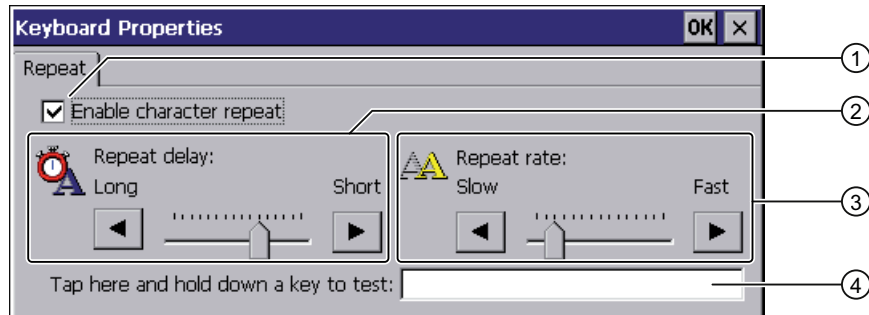 Keyboard Properties OK ×
Repeat
Enable character repeat
Repeat delay: Repeat rate:
Long Short Slow Fast
Tap here and hold down a key to test:
1
2
3
4